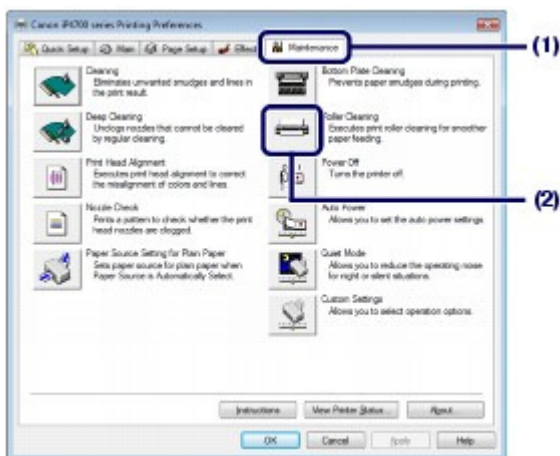 Canon iP4700 series Printing Preferences
Quick Setup Main Page Setup Effects Maintenance
(1)
Cleaning
Eliminates unwanted smudges and lines in
the print result.
Bottom Plate Cleaning
Prevents paper smudges during printing.
Deep Cleaning
Unclogs nozzles that cannot be cleared
by regular cleaning.
Roller Cleaning
Executes print roller cleaning for smoother
paper feeding.
Print Head Alignment
Executes print head alignment to correct
the misalignment of colors and lines.
Power Off
Turns the printer off.
(2)
Nozzle Check
Prints a pattern to check whether the print
head nozzles are clogged.
Auto Power
Allows you to set the auto power settings.
Paper Source Setting for Plain Paper
Sets paper source for plain paper when
Paper Source is Automatically Select.
Quiet Mode
Allows you to reduce the operating noise
for night or silent situations.
Custom Settings
Allows you to select operation options.
Instructions View Printer Status... About
OK Cancel Apply Help